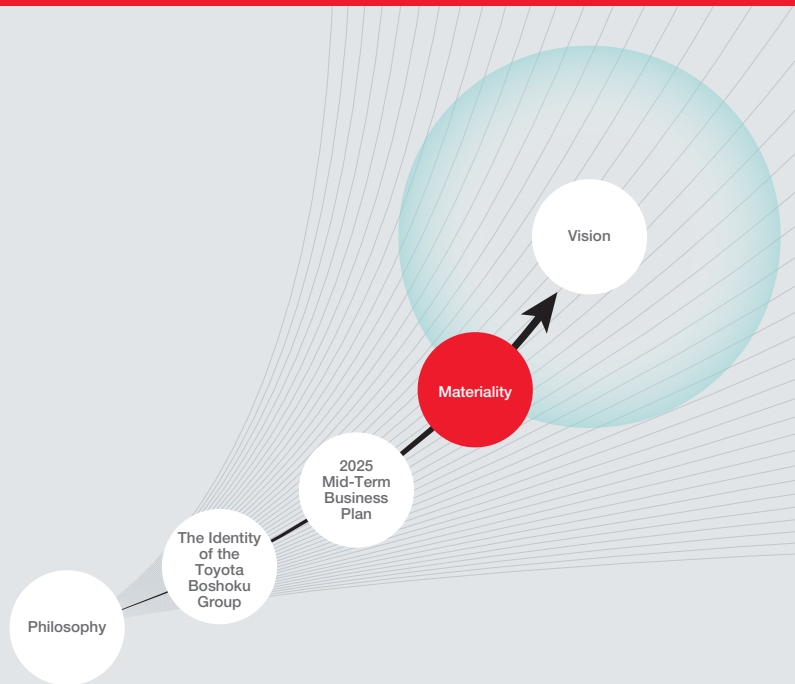 Vision
Materiality
2025
Mid-Term
Business
Plan
The Identity
of the
Toyota
Boshoku
Group
Philosophy